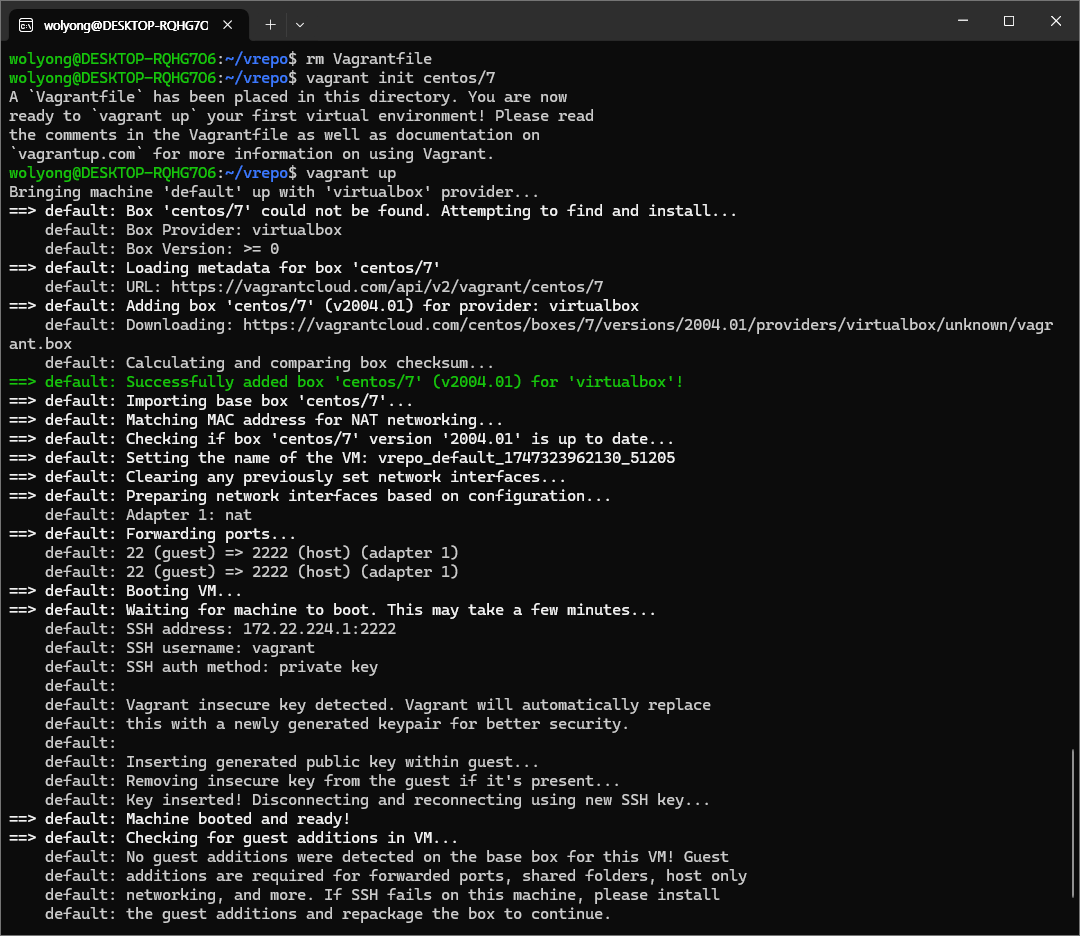 wolyong@DESKTOP-RQHG7O
wolyong@DESKTOP-RQHG7O6:~/vrepo$ rm Vagrantfile
wolyong@DESKTOP-RQHG7O6:~/vrepo$ vagrant init centos/7
A `Vagrantfile` has been placed in this directory. You are now
ready to `vagrant up` your first virtual environment! Please read
the comments in the Vagrantfile as well as documentation on
`vagrantup.com` for more information on using Vagrant.
wolyong@DESKTOP-RQHG7O6:~/vrepo$ vagrant up
Bringing machine 'default' up with 'virtualbox' provider...
==> default: Box 'centos/7' could not be found. Attempting to find and install...
    default: Box Provider: virtualbox
    default: Box Version: >= 0
==> default: Loading metadata for box 'centos/7'
    default: URL: https://vagrantcloud.com/api/v2/vagrant/centos/7
==> default: Adding box 'centos/7' (v2004.01) for provider: virtualbox
    default: Downloading: https://vagrantcloud.com/centos/boxes/7/versions/2004.01/providers/virtualbox/unknown/vagr
ant.box
    default: Calculating and comparing box checksum...
==> default: Successfully added box 'centos/7' (v2004.01) for 'virtualbox'!
==> default: Importing base box 'centos/7'...
==> default: Matching MAC address for NAT networking...
==> default: Checking if box 'centos/7' version '2004.01' is up to date...
==> default: Setting the name of the VM: vrepo_default_1747323962130_51205
==> default: Clearing any previously set network interfaces...
==> default: Preparing network interfaces based on configuration...
    default: Adapter 1: nat
==> default: Forwarding ports...
    default: 22 (guest) => 2222 (host) (adapter 1)
    default: 22 (guest) => 2222 (host) (adapter 1)
==> default: Booting VM...
==> default: Waiting for machine to boot. This may take a few minutes...
    default: SSH address: 172.22.224.1:2222
    default: SSH username: vagrant
    default: SSH auth method: private key
    default:
    default: Vagrant insecure key detected. Vagrant will automatically replace
    default: this with a newly generated keypair for better security.
    default:
    default: Inserting generated public key within guest...
    default: Removing insecure key from the guest if it's present...
    default: Key inserted! Disconnecting and reconnecting using new SSH key...
==> default: Machine booted and ready!
==> default: Checking for guest additions in VM...
    default: No guest additions were detected on the base box for this VM! Guest
    default: additions are required for forwarded ports, shared folders, host only
    default: networking, and more. If SSH fails on this machine, please install
    default: the guest additions and repackage the box to continue.